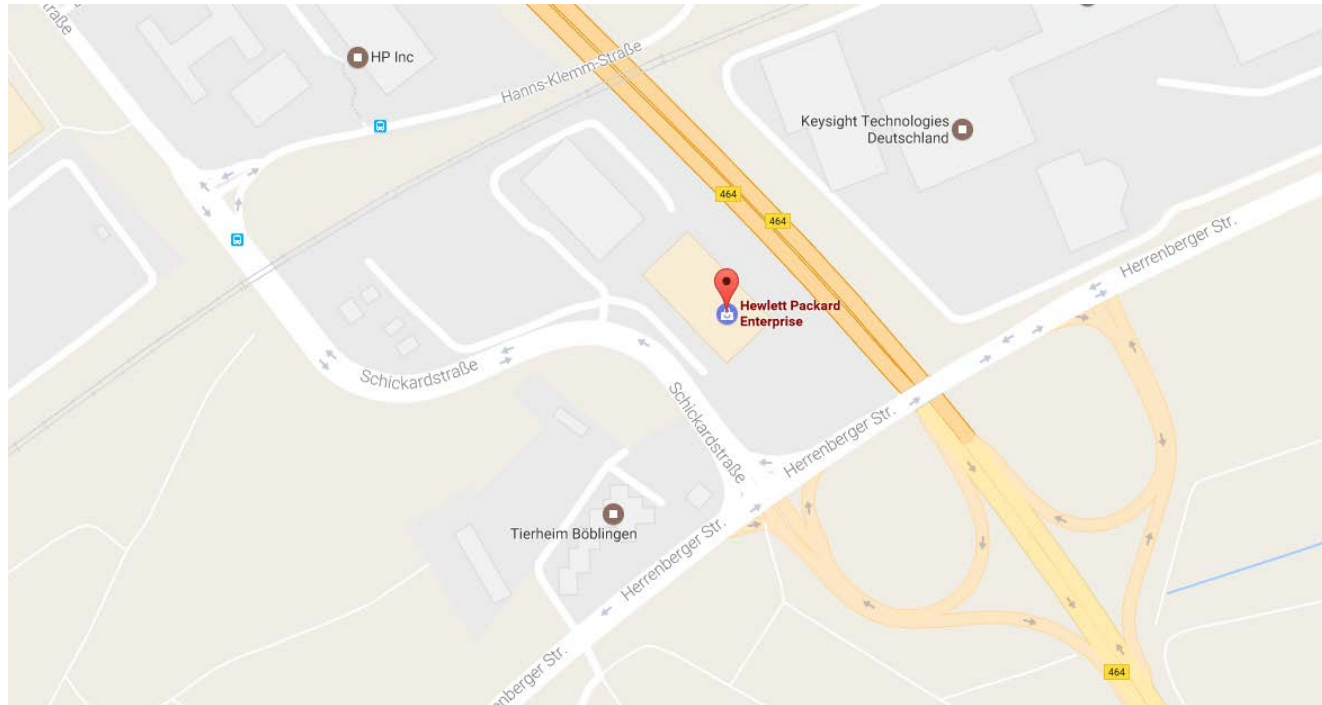 HP Inc
Hanns-Klemm-Straße
Keysight Technologies
Deutschland
464
464
Herrenberger Str.
Hewlett Packard
Enterprise
Schickardstraße
Schickardstraße
Herrenberger Str.
Tierheim Böblingen
Herrenberger Str.
464